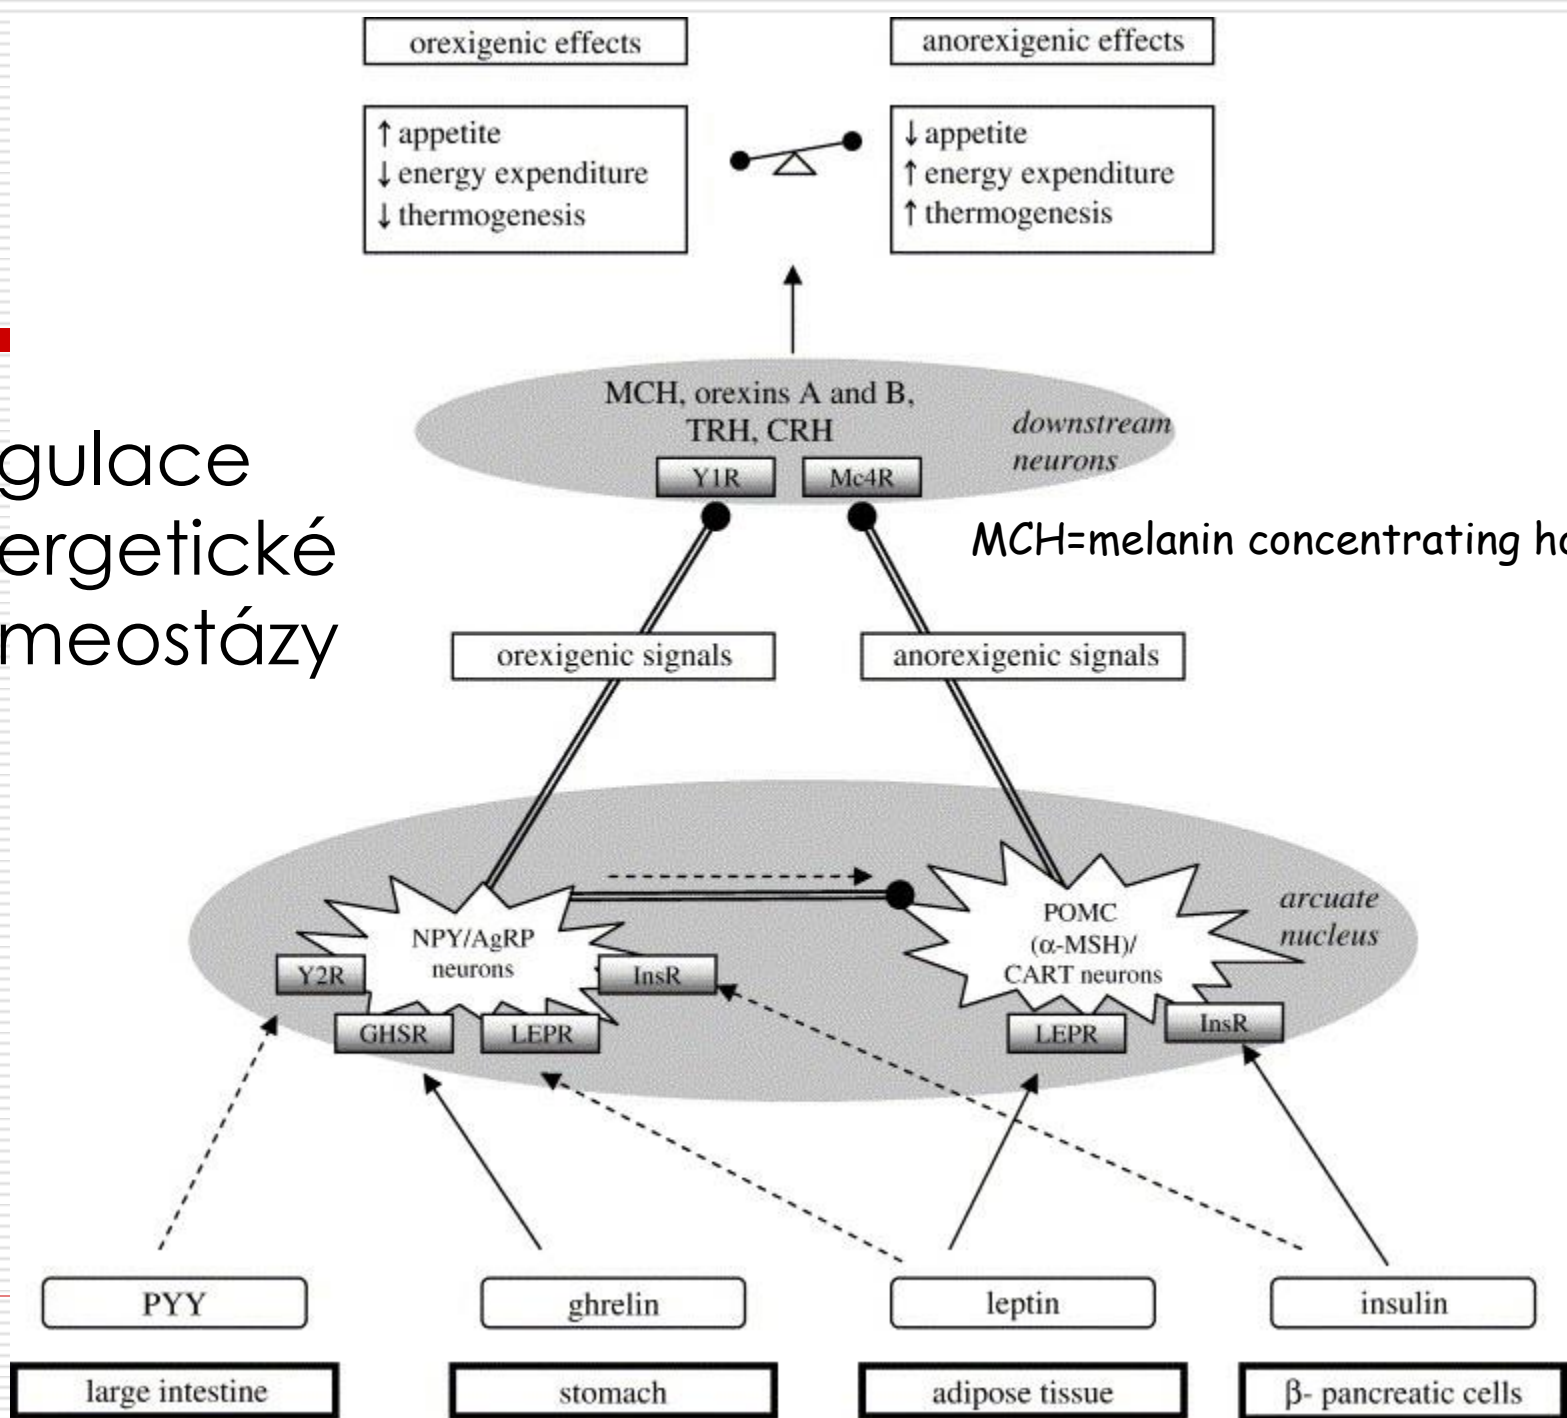 orexigenic effects
anorexigenic effects
↑ appetite
↓ energy expenditure
↓ thermogenesis
↓ appetite
↑ energy expenditure
↑ thermogenesis
MCH, orexins A and B,
TRH, CRH
downstream
neurons
Y1R
Mc4R
gulace
ergetické
meostázy
MCH=melanin concentrating
orexigenic signals
anorexigenic signals
NPY/AgRP
neurons
POMC
(α-MSH)/
CART neurons
arcuate
nucleus
Y2R
InsR
GHSR
LEPR
LEPR
InsR
PYY
ghrelin
leptin
insulin
large intestine
stomach
adipose tissue
β- pancreatic cells